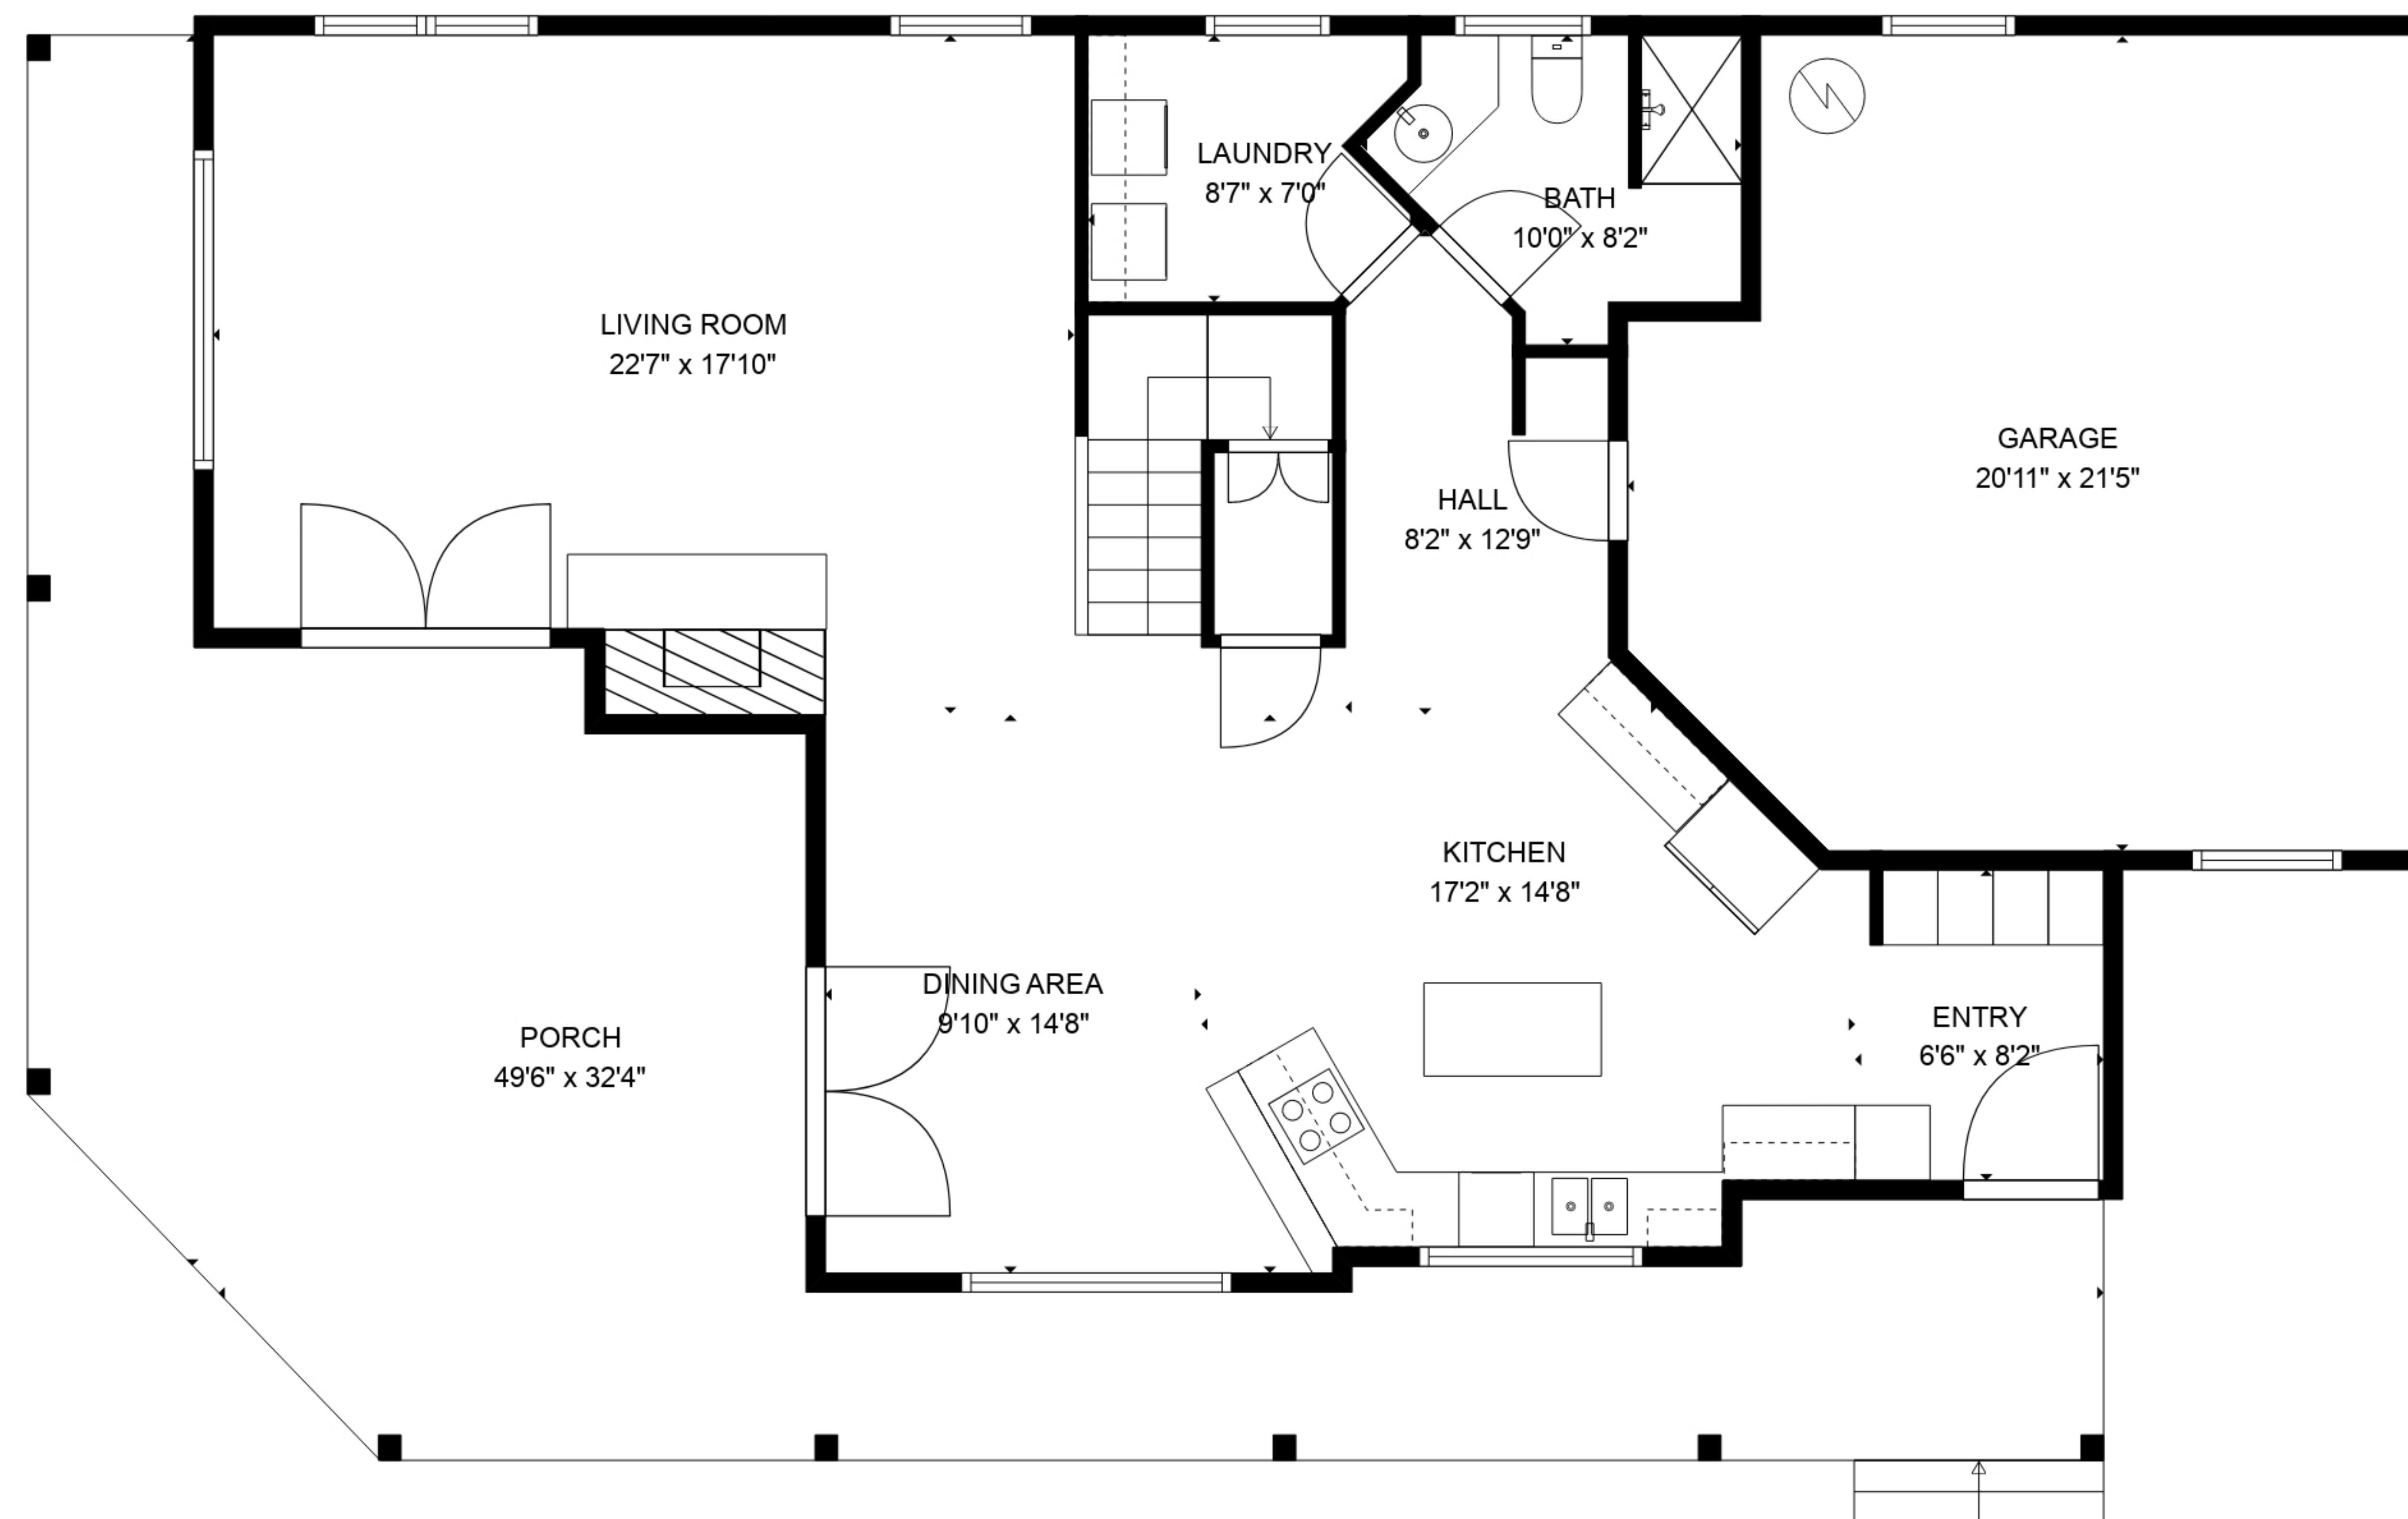 LAUNDRY
8'7" x 7'0"
BATH
10'0" x 8'2"
LIVING ROOM
22'7" x 17'10"
GARAGE
20'11" x 21'5"
HALL
8'2" x 12'9"
KITCHEN
17'2" x 14'8"
DINING AREA
9'10" x 14'8"
ENTRY
6'6" x 8'2"
PORCH
49'6" x 32'4"